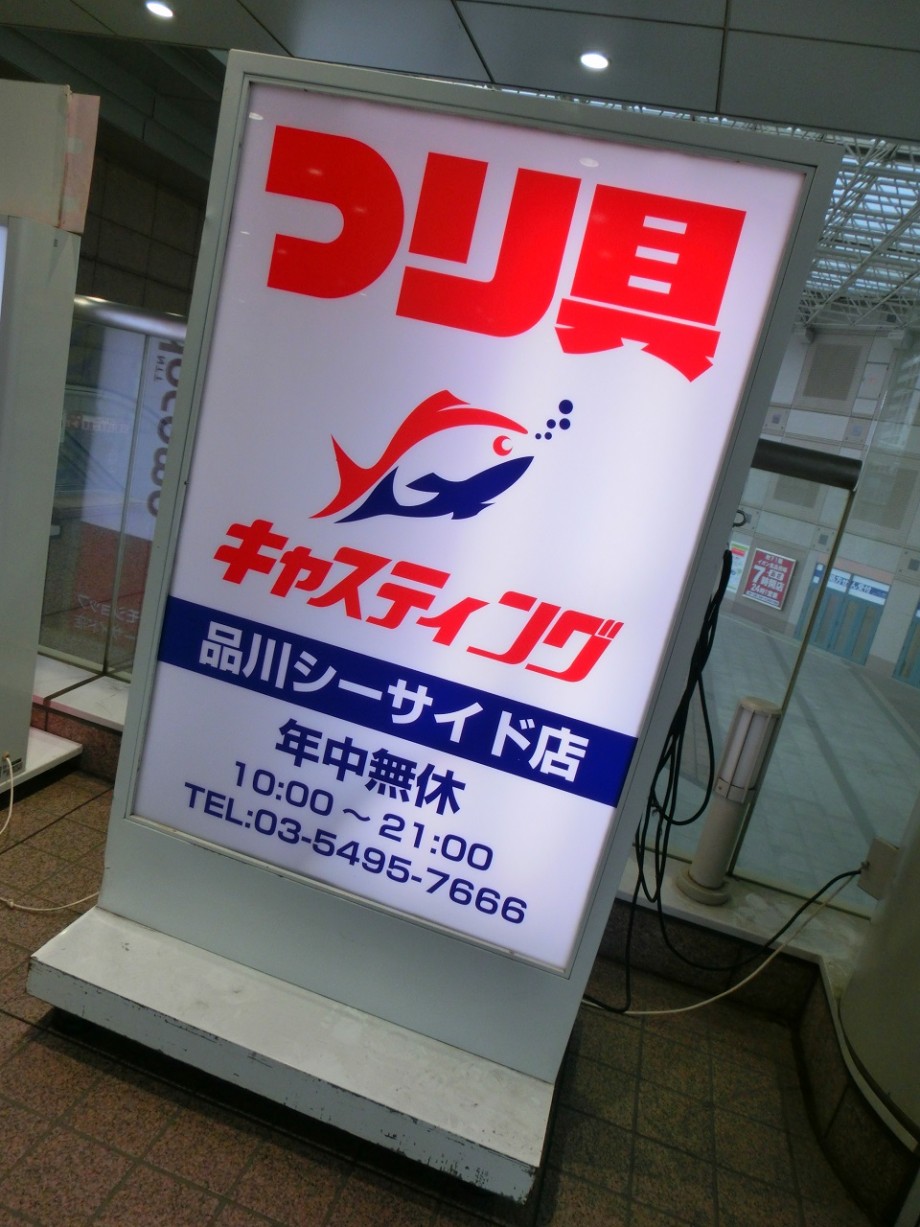 つり具
キャスティング
品川シーサイド店
年中無休
10:00～21:00
TEL:03-5495-7666